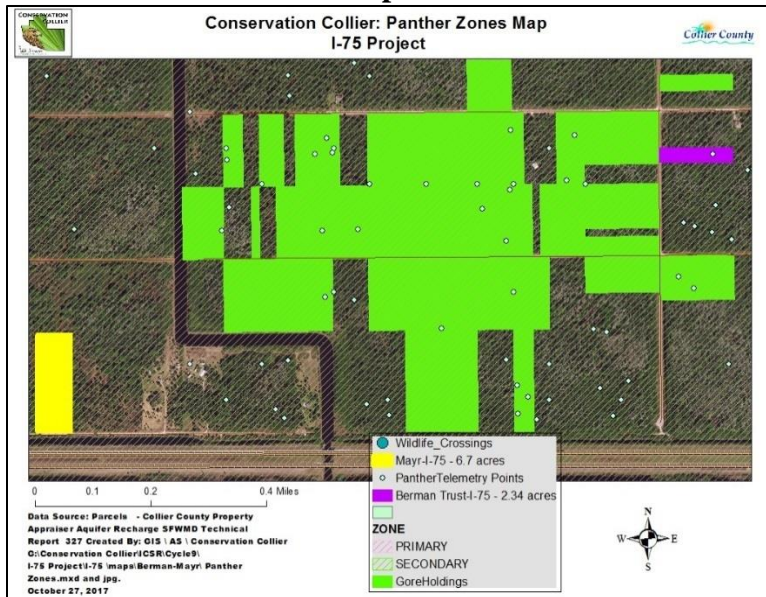 CONSERVATION
COLLIER
Conservation Collier: Panther Zones Map
I-75 Project
Collier County
Wildlife_Crossings
Mayr-I-75 - 6.7 acres
PantherTelemetry Points
Berman Trust-I-75 - 2.34 acres
ZONE
PRIMARY
SECONDARY
GoreHoldings
0 0.1 0.2 0.4 Miles
Data Source: Parcels - Collier County Property
Appraiser Aquifer Recharge SFWMD Technical
Report 327 Created By: GIS \ AS \ Conservation Collier
G:\Conservation Collier\ICSR\Cycle9\
I-75 Project\I-75 \maps\Berman-Mayr\ Panther
Zones.mxd and jpg.
October 27, 2017
N
W E
S